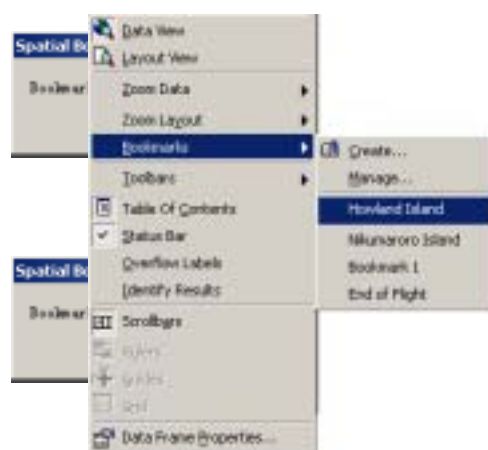 Spatial Bo
Bookmar
Spatial Bo
Bookmar
Data View
Layout View
Zoom Data
Zoom Layout
Bookmarks
Toolbars
Table Of Contents
Status Bar
Overflow Labels
Identify Results
Scrollbars
Rulers
Guides
Grid
Data Frame Properties...
Create...
Manage...
Howland Island
Nikumaroro Island
Bookmark 1
End of Flight